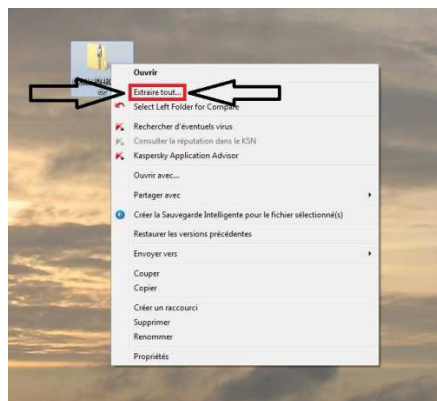 Ouvrir
Extraire tout...
Select Left Folder for Compare
Rechercher d'éventuels virus
Consulter la réputation dans le KSN
Kaspersky Application Advisor
Ouvrir avec...
Partager avec
Créer la Sauvegarde Intelligente pour le fichier sélectionné(s)
Restaurer les versions précédentes
Envoyer vers
Couper
Copier
Créer un raccourci
Supprimer
Renommer
Propriétés